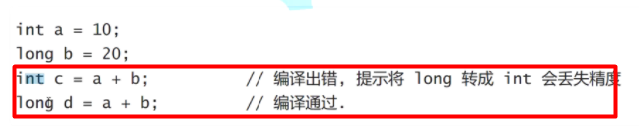 int a = 10;
long b = 20;
int c = a + b; // 编译出错, 提示将 long 转成 int 会丢失精度
long d = a + b; // 编译通过.